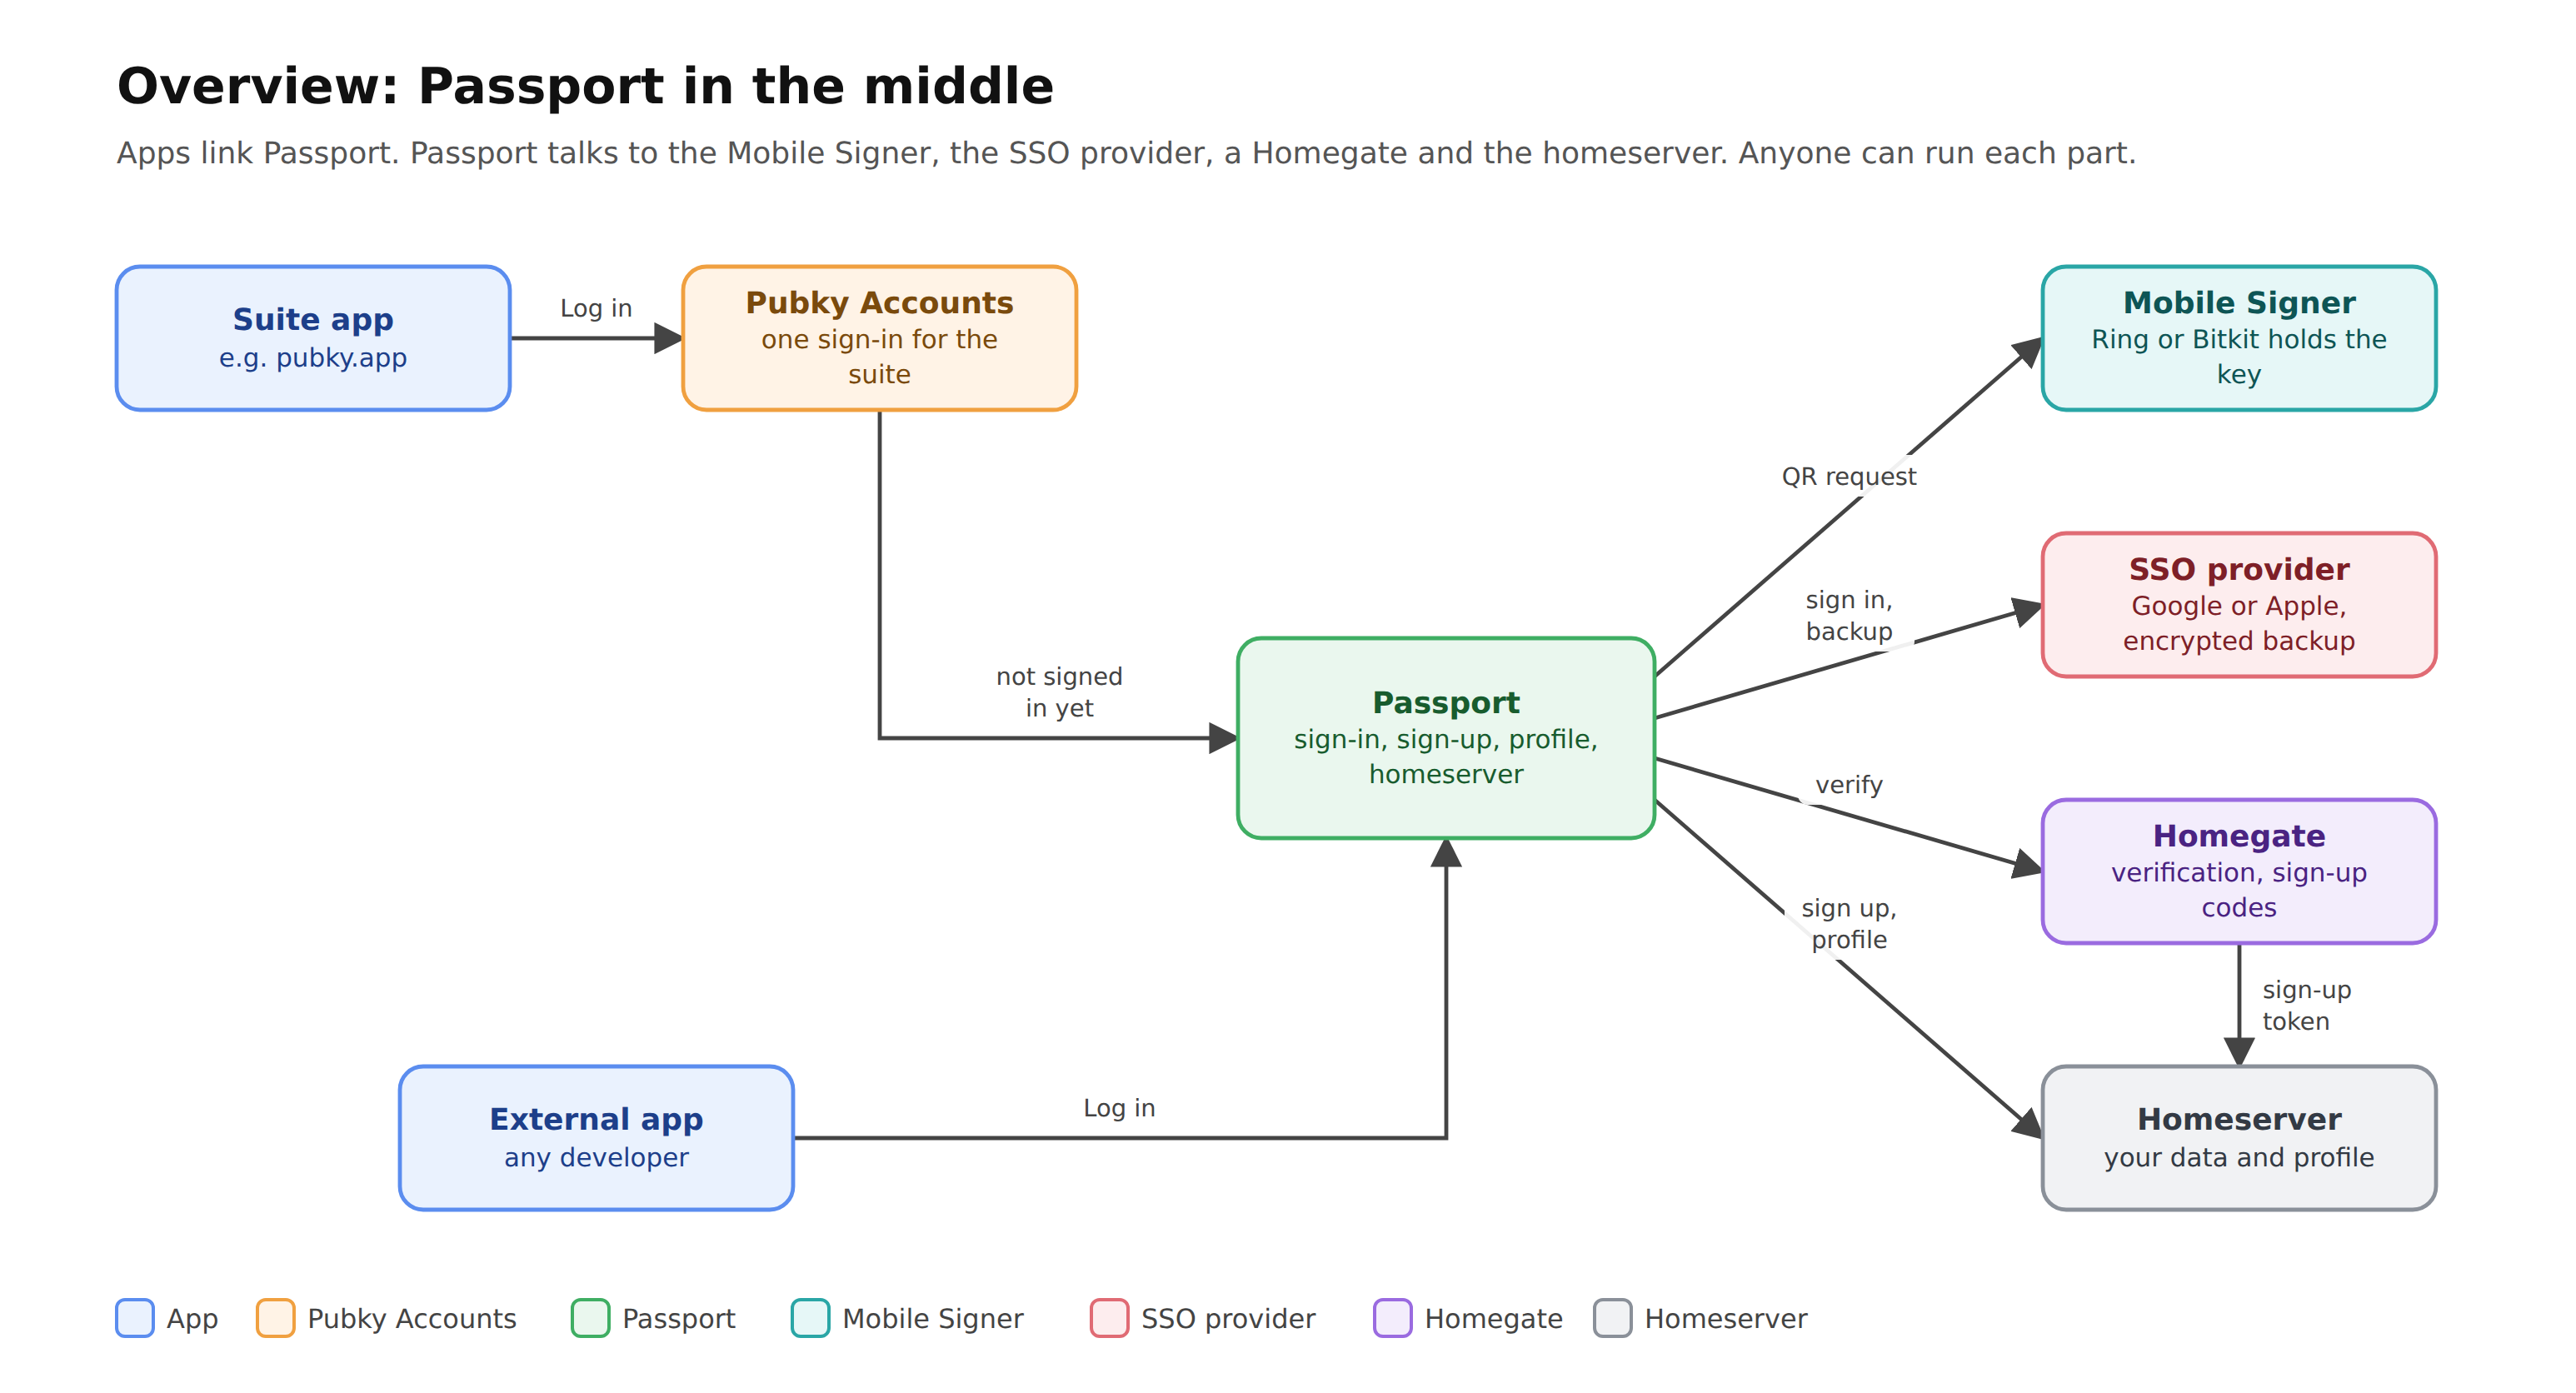 Overview: Passport in the middle
Apps link Passport. Passport talks to the Mobile Signer, the SSO provider, a Homegate and the homeserver. Anyone can run each part.
Suite app
e.g. pubky.app
Log in
Pubky Accounts
one sign-in for the
suite
Mobile Signer
Ring or Bitkit holds the
key
QR request
SSO provider
Google or Apple,
encrypted backup
sign in,
backup
not signed
in yet
Passport
sign-in, sign-up, profile,
homeserver
verify
Homegate
verification, sign-up
codes
sign up,
profile
sign-up
token
External app
any developer
Log in
Homeserver
your data and profile
App
Pubky Accounts
Passport
Mobile Signer
SSO provider
Homegate
Homeserver